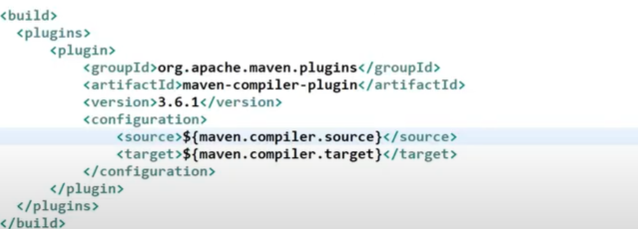 <build>
<plugins>
<plugin>
<groupId>org.apache.maven.plugins</groupId>
<artifactId>maven-compiler-plugin</artifactId>
<version>3.6.1</version>
<configuration>
<source>${maven.compiler.source}</source>
<target>${maven.compiler.target}</target>
</configuration>
</plugin>
</plugins>
</build>